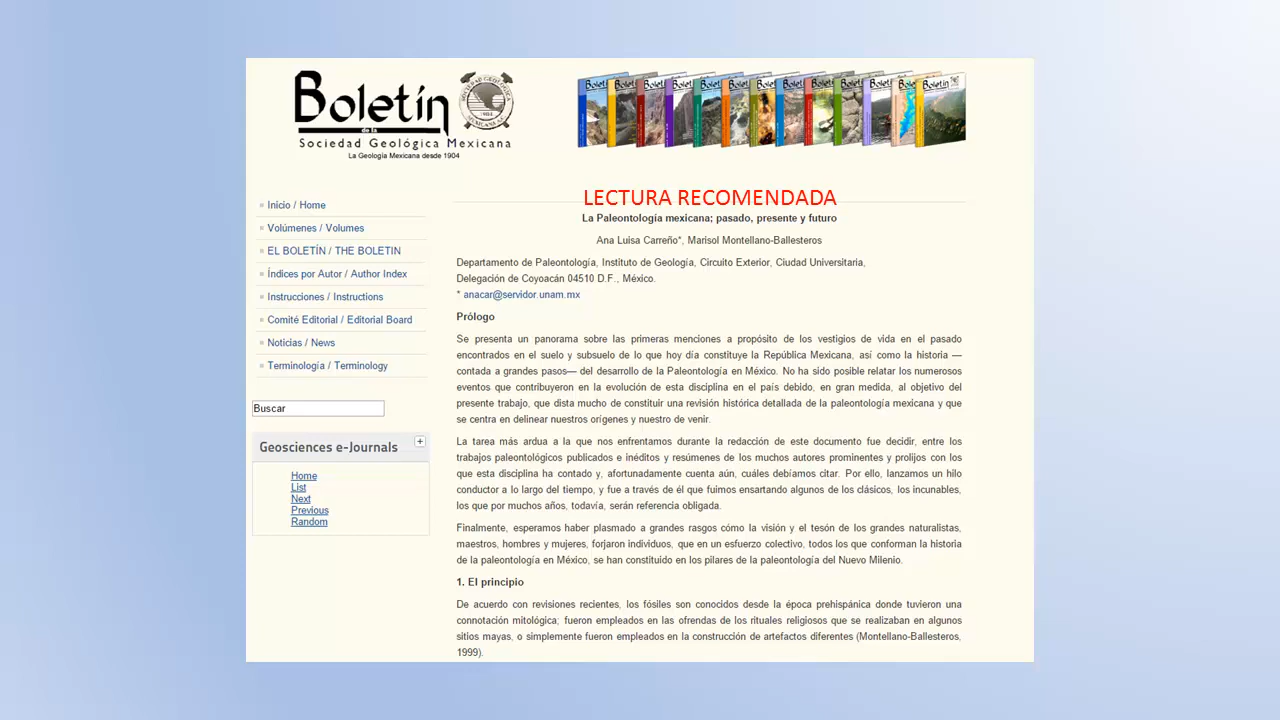 Boletín
de la
Sociedad Geológica Mexicana
La Geología Mexicana desde 1904
Inicio / Home
Volúmenes / Volumes
EL BOLETÍN / THE BOLETIN
Índices por Autor / Author Index
Instrucciones / Instructions
Comité Editorial / Editorial Board
Noticias / News
Terminología / Terminology
Buscar
Geosciences e-Journals
+
Home
List
Next
Previous
Random
LECTURA RECOMENDADA
La Paleontología mexicana; pasado, presente y futuro
Ana Luisa Carreño*, Marisol Montellano-Ballesteros
Departamento de Paleontología, Instituto de Geología, Circuito Exterior, Ciudad Universitaria,
Delegación de Coyoacán 04510 D.F., México.
* anacar@servidor.unam.mx
Prólogo
Se presenta un panorama sobre las primeras menciones a propósito de los vestigios de vida en el pasado
encontrados en el suelo y subsuelo de lo que hoy día constituye la República Mexicana, así como la historia —
contada a grandes pasos— del desarrollo de la Paleontología en México. No ha sido posible relatar los numerosos
eventos que contribuyeron en la evolución de esta disciplina en el país debido, en gran medida, al objetivo del
presente trabajo, que dista mucho de constituir una revisión histórica detallada de la paleontología mexicana y que
se centra en delinear nuestros orígenes y nuestro de venir.
La tarea más ardua a la que nos enfrentamos durante la redacción de este documento fue decidir, entre los
trabajos paleontológicos publicados e inéditos y resúmenes de los muchos autores prominentes y prolijos con los
que esta disciplina ha contado y, afortunadamente cuenta aún, cuáles debíamos citar. Por ello, lanzamos un hilo
conductor a lo largo del tiempo, y fue a través de él que fuimos ensartando algunos de los clásicos, los incunables,
los que por muchos años, todavía, serán referencia obligada.
Finalmente, esperamos haber plasmado a grandes rasgos cómo la visión y el tesón de los grandes naturalistas,
maestros, hombres y mujeres, forjaron individuos, que en un esfuerzo colectivo, todos los que conforman la historia
de la paleontología en México, se han constituido en los pilares de la paleontología del Nuevo Milenio.
1. El principio
De acuerdo con revisiones recientes, los fósiles son conocidos desde la época prehispánica donde tuvieron una
connotación mitológica; fueron empleados en las ofrendas de los rituales religiosos que se realizaban en algunos
sitios mayas, o simplemente fueron empleados en la construcción de artefactos diferentes (Montellano-Ballesteros,
1999).